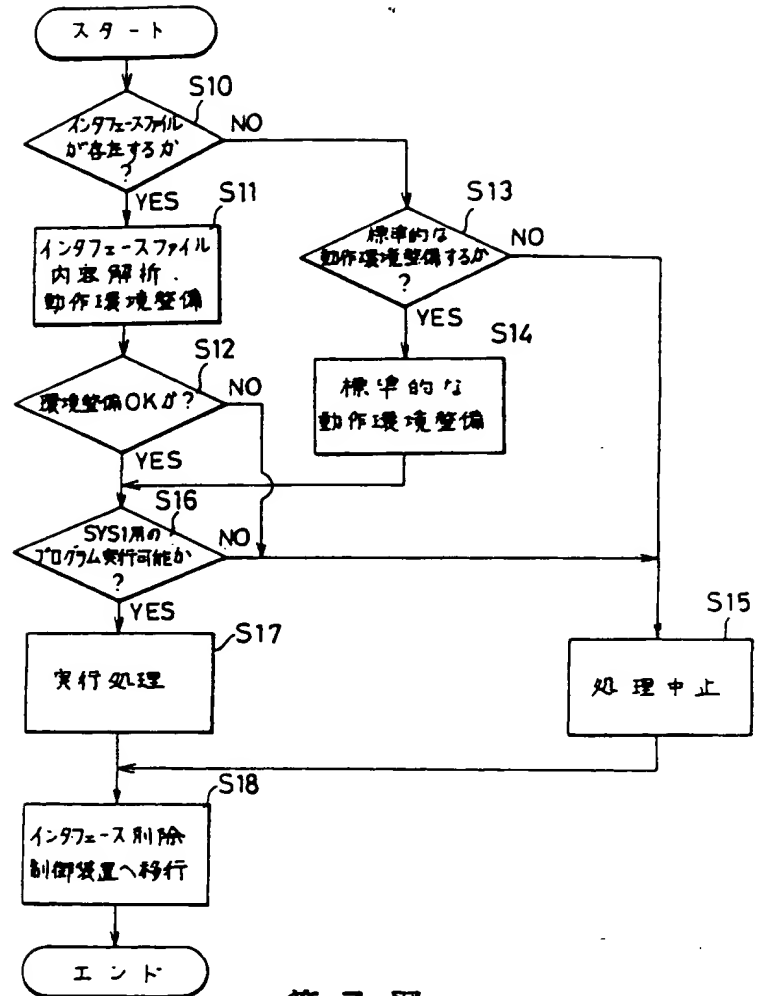 スタート
S10
インタフェースファイル
が存在するか
?
NO
YES
S11
インタフェースファイル
内容解析.
動作環境整備
S13
標準的な
動作環境整備するか
?
NO
YES
S12
環境整備OKか?
NO
YES
S14
標準的な
動作環境整備
S16
SYS1用の
プログラム実行可能か
?
NO
YES
S17
実行処理
S15
処理中止
S18
インタフェース削除
制御装置へ移行
エンド